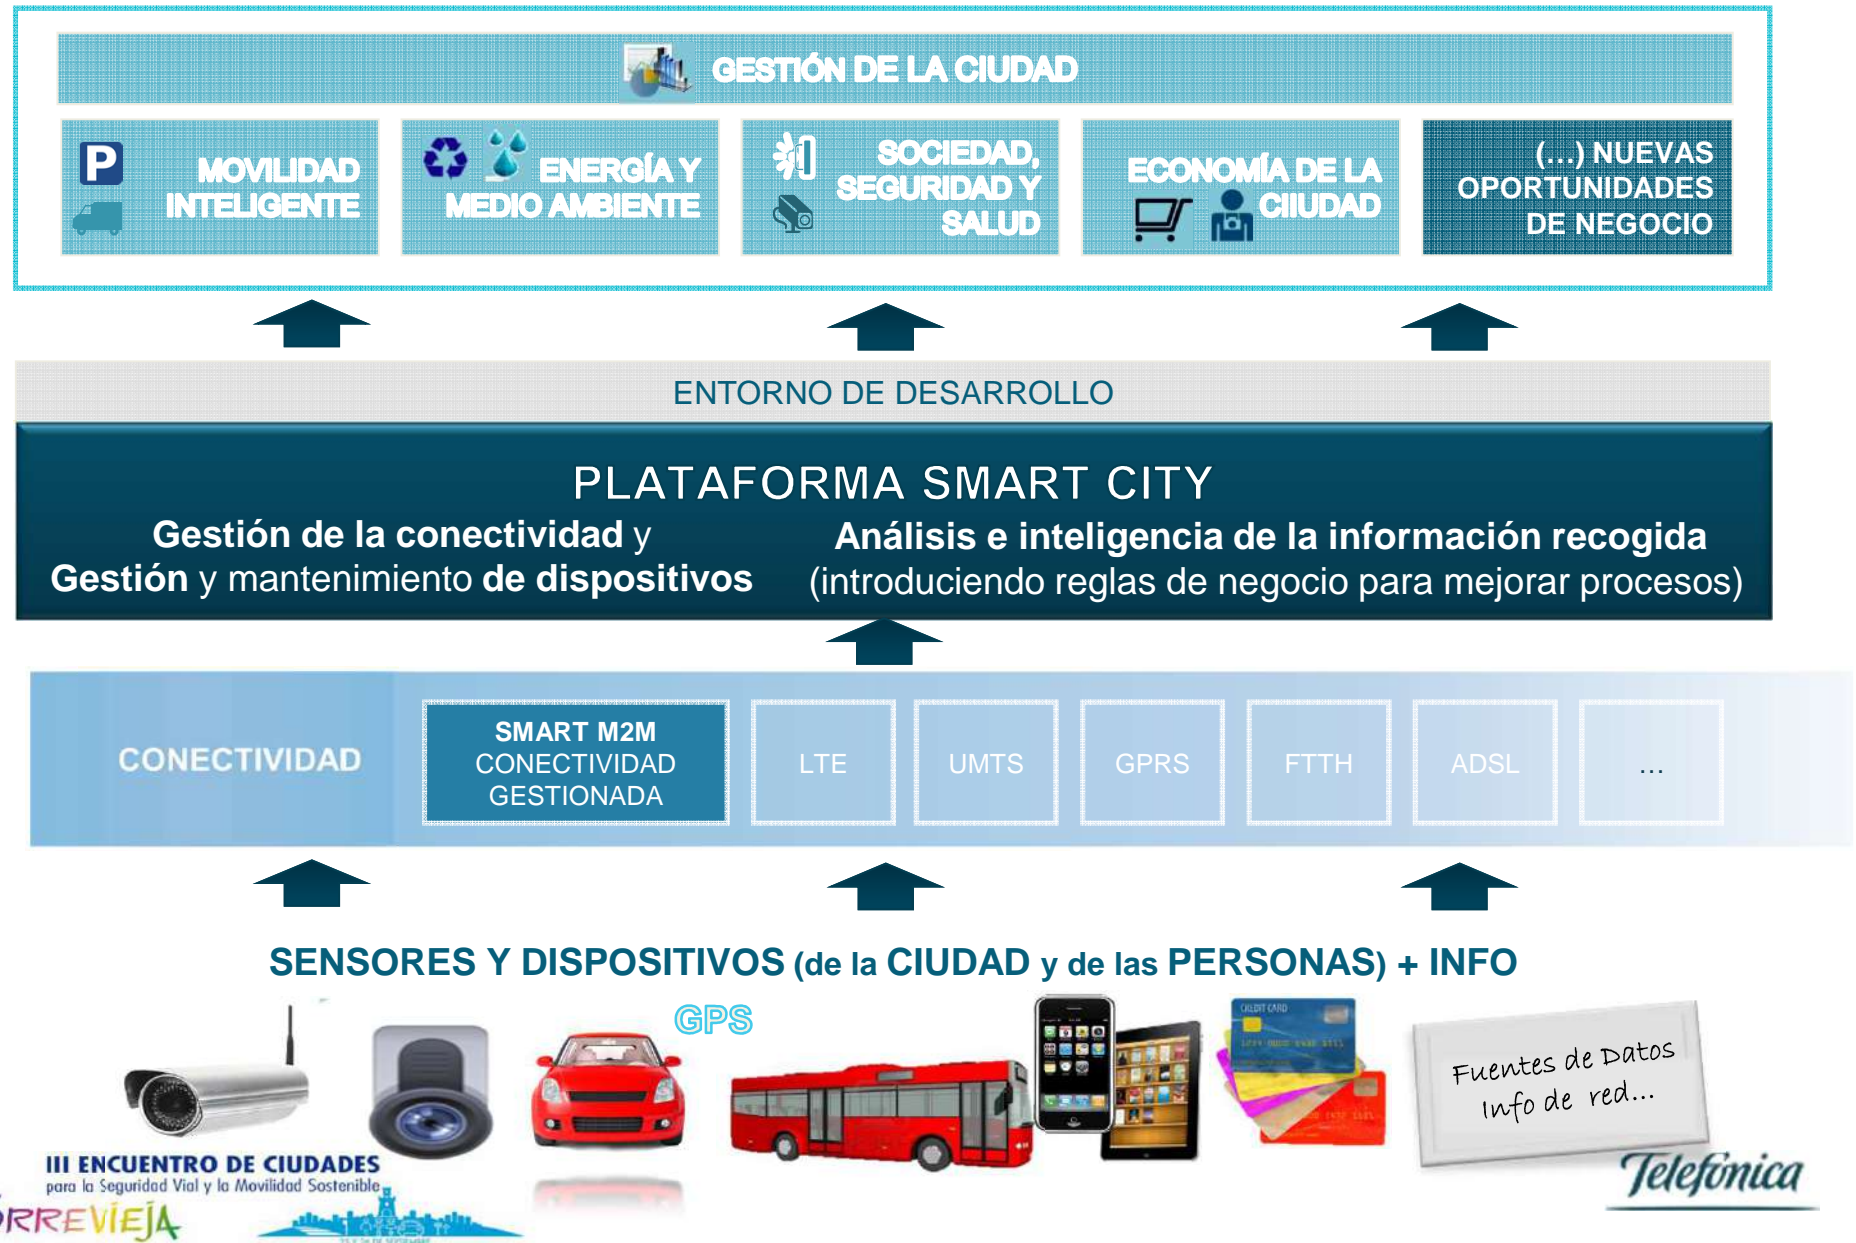 GESTIÓN DE LA CIUDAD
P
MOVILIDAD
INTELIGENTE
ENERGÍA Y
MEDIO AMBIENTE
SOCIEDAD,
SEGURIDAD Y
SALUD
ECONOMÍA DE LA
CIIUDAD
(...) NUEVAS
OPORTUNIDADES
DE NEGOCIO
ENTORNO DE DESARROLLO
PLATAFORMA SMART CITY
Gestión de la conectividad y
Gestión y mantenimiento de dispositivos
Análisis e inteligencia de la información recogida
(introduciendo reglas de negocio para mejorar procesos)
CONECTIVIDAD
SMART M2M
CONECTIVIDAD
GESTIONADA
LTE
UMTS
GPRS
FTTH
ADSL
...
SENSORES Y DISPOSITIVOS (de la CIUDAD y de las PERSONAS) + INFO
GPS
CREDIT CARD
Fuentes de Datos
Info de red...
III ENCUENTRO DE CIUDADES
para la Seguridad Vial y la Movilidad Sostenible
ORREVIEJA
Telefónica